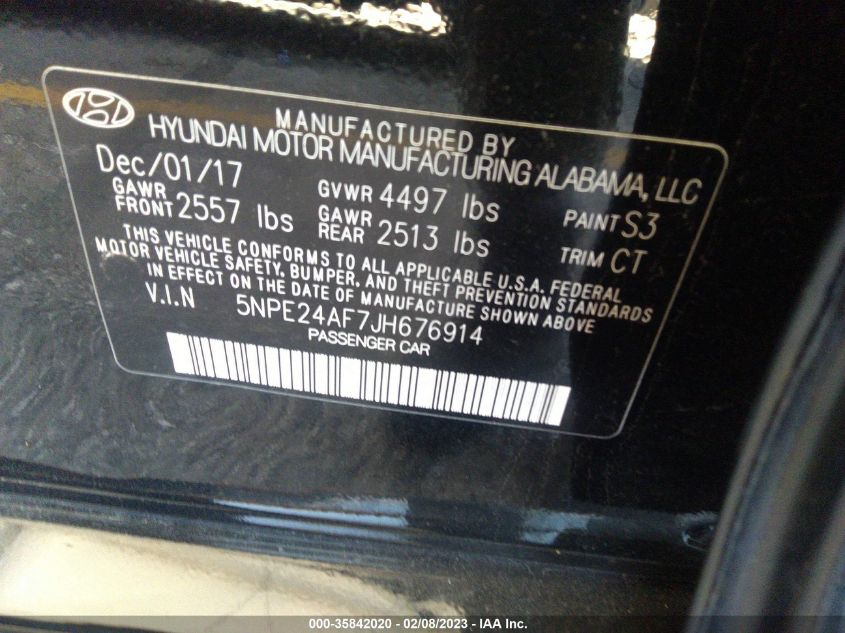 MANUFACTURED BY
HYUNDAI MOTOR MANUFACTURING ALABAMA, LLC
Dec/01/17 GVWR 4497 lbs PAINT S3
GAWR FRONT 2557 lbs GAWR REAR 2513 lbs TRIM CT
THIS VEHICLE CONFORMS TO ALL APPLICABLE U.S.A. FEDERAL
MOTOR VEHICLE SAFETY, BUMPER, AND THEFT PREVENTION STANDARDS
IN EFFECT ON THE DATE OF MANUFACTURE SHOWN ABOVE
V.I.N 5NPE24AF7JH676914
PASSENGER CAR
000-35842020 - 02/08/2023 - IAA Inc.